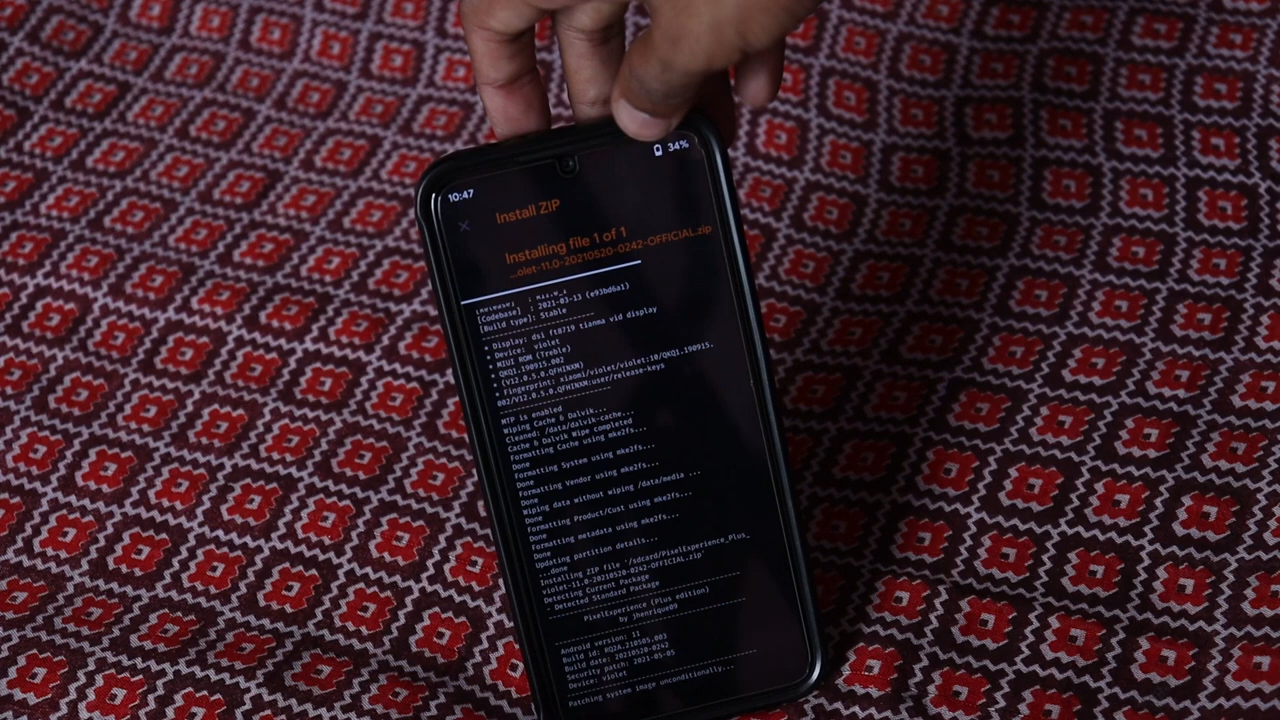 10:47
34%
Install ZIP
Installing file 1 of 1
...olet-11.0-20210520-0242-OFFICIAL.zip
[Codebase] : 2021-03-13 (e93bd6a1)
[Build type]: Stable
--------------------
* Display: dsi ft8719 tianma vid display
* Device: violet
* MIUI ROM (Treble)
* QKQ1.190915.002
* (V12.0.5.0.QFHINXM)
* Fingerprint: xiaomi/violet/violet:10/QKQ1.190915.
002/V12.0.5.0.QFHINXM:user/release-keys
--------------------
MTP is enabled
Wiping Cache & Dalvik...
Cleaned: /data/dalvik-cache...
Cache & Dalvik Wipe completed
Formatting Cache using mke2fs...
Done
Formatting System using mke2fs...
Done
Formatting Vendor using mke2fs...
Done
Wiping data without wiping /data/media ...
Done
Formatting Product/Cust using mke2fs...
Done
Formatting metadata using mke2fs...
Done
Updating partition details...
...done
Installing ZIP file '/sdcard/PixelExperience_Plus_
violet-11.0-20210520-0242-OFFICIAL.zip'
Detecting Current Package
- Detected Standard Package
--------------------
PixelExperience (Plus edition)
by jhenrique09
--------------------
Android version: 11
Build id: RQ2A.210505.003
Build date: 20210520-0242
Security patch: 2021-05-05
Device: violet
--------------------
Patching system image unconditionally...